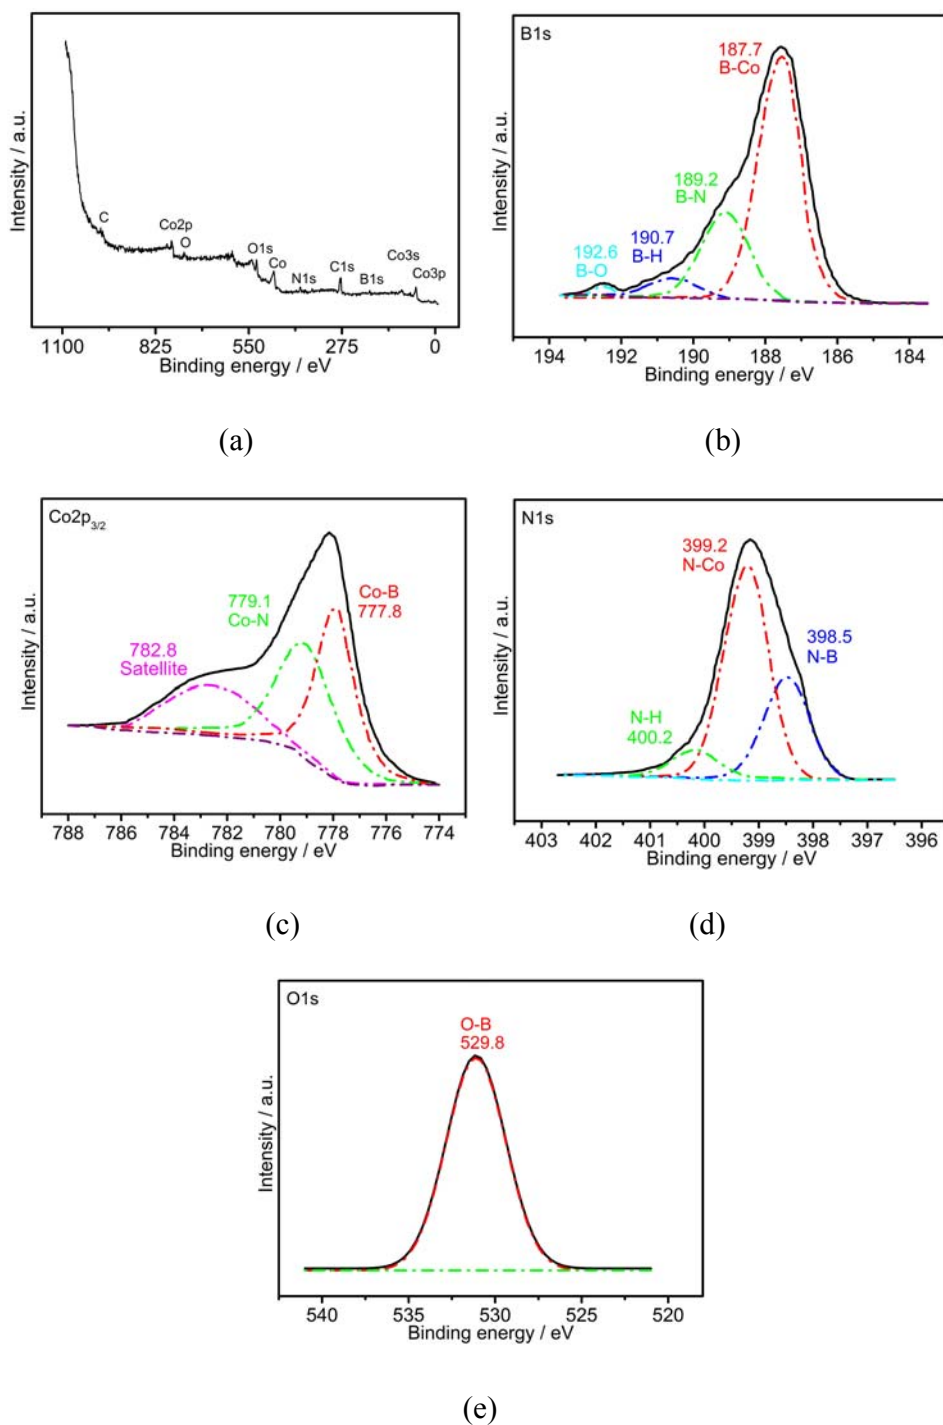 Intensity / a.u.
C
Co2p
O
O1s
Co
N1s
C1s
B1s
Co3s
Co3p
1100 825 550 275 0
Binding energy / eV
(a)
B1s
Intensity / a.u.
187.7
B-Co
189.2
B-N
190.7
B-H
192.6
B-O
194 192 190 188 186 184
Binding energy / eV
(b)
Co2p3/2
Intensity / a.u.
779.1
Co-N
Co-B
777.8
782.8
Satellite
788 786 784 782 780 778 776 774
Binding energy / eV
(c)
N1s
Intensity / a.u.
399.2
N-Co
398.5
N-B
N-H
400.2
403 402 401 400 399 398 397 396
Binding energy / eV
(d)
O1s
Intensity / a.u.
O-B
529.8
540 535 530 525 520
Binding energy / eV
(e)